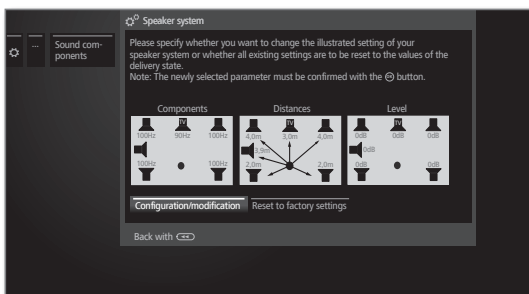 Speaker system
...
Sound com-
ponents
Please specify whether you want to change the illustrated setting of your
speaker system or whether all existing settings are to be reset to the values of the
delivery state.
Note: The newly selected parameter must be confirmed with the button.
Components
Distances
Level
TV
TV
TV
100Hz 90Hz 100Hz
4,0m 3,0m 4,0m
0dB 0dB 0dB
3,9m
0dB
100Hz 100Hz
2,0m 2,0m
0dB 0dB
Configuration/modification Reset to factory settings
Back with